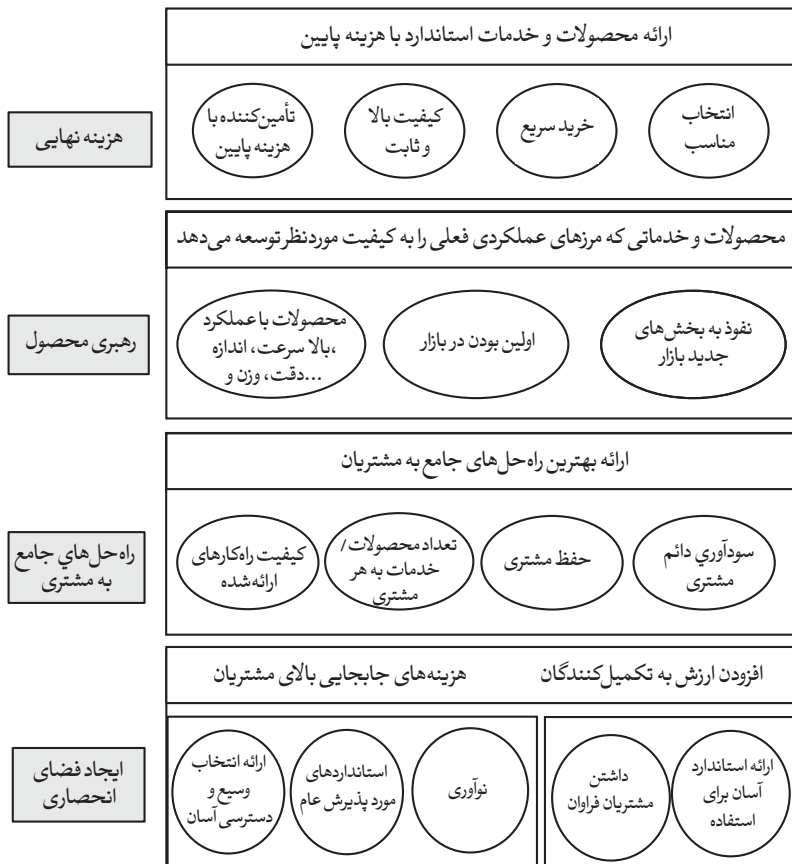 ارائه محصولات و خدمات استاندارد با هزینه پایین
هزینه نهایی
انتخاب
مناسب
خرید سریع
کیفیت بالا
و ثابت
تأمین‌کننده با
هزینه پایین
محصولات و خدماتی که مرزهای عملکردی فعلی را به کیفیت موردنظر توسعه می‌دهد
رهبری محصول
نفوذ به بخش‌های
جدید بازار
اولین بودن در بازار
محصولات با عملکرد
بالا سرعت، اندازه،
دقت، وزن و...
ارائه بهترین راه‌حل‌های جامع به مشتریان
راه‌حل‌هاي جامع
به مشتری
سودآوري دائم
مشتری
حفظ مشتری
تعداد محصولات/
خدمات به هر
مشتری
کیفیت راه‌کارهای
ارائه‌شده
افزودن ارزش به تکمیل‌کنندگان
هزینه‌های جابجایی بالای مشتریان
ایجاد فضای
انحصاری
ارائه استاندارد
آسان برای
استفاده
داشتن
مشتریان فراوان
نوآوری
استانداردهای
مورد پذیرش عام
ارائه انتخاب
وسیع و
دسترسی آسان